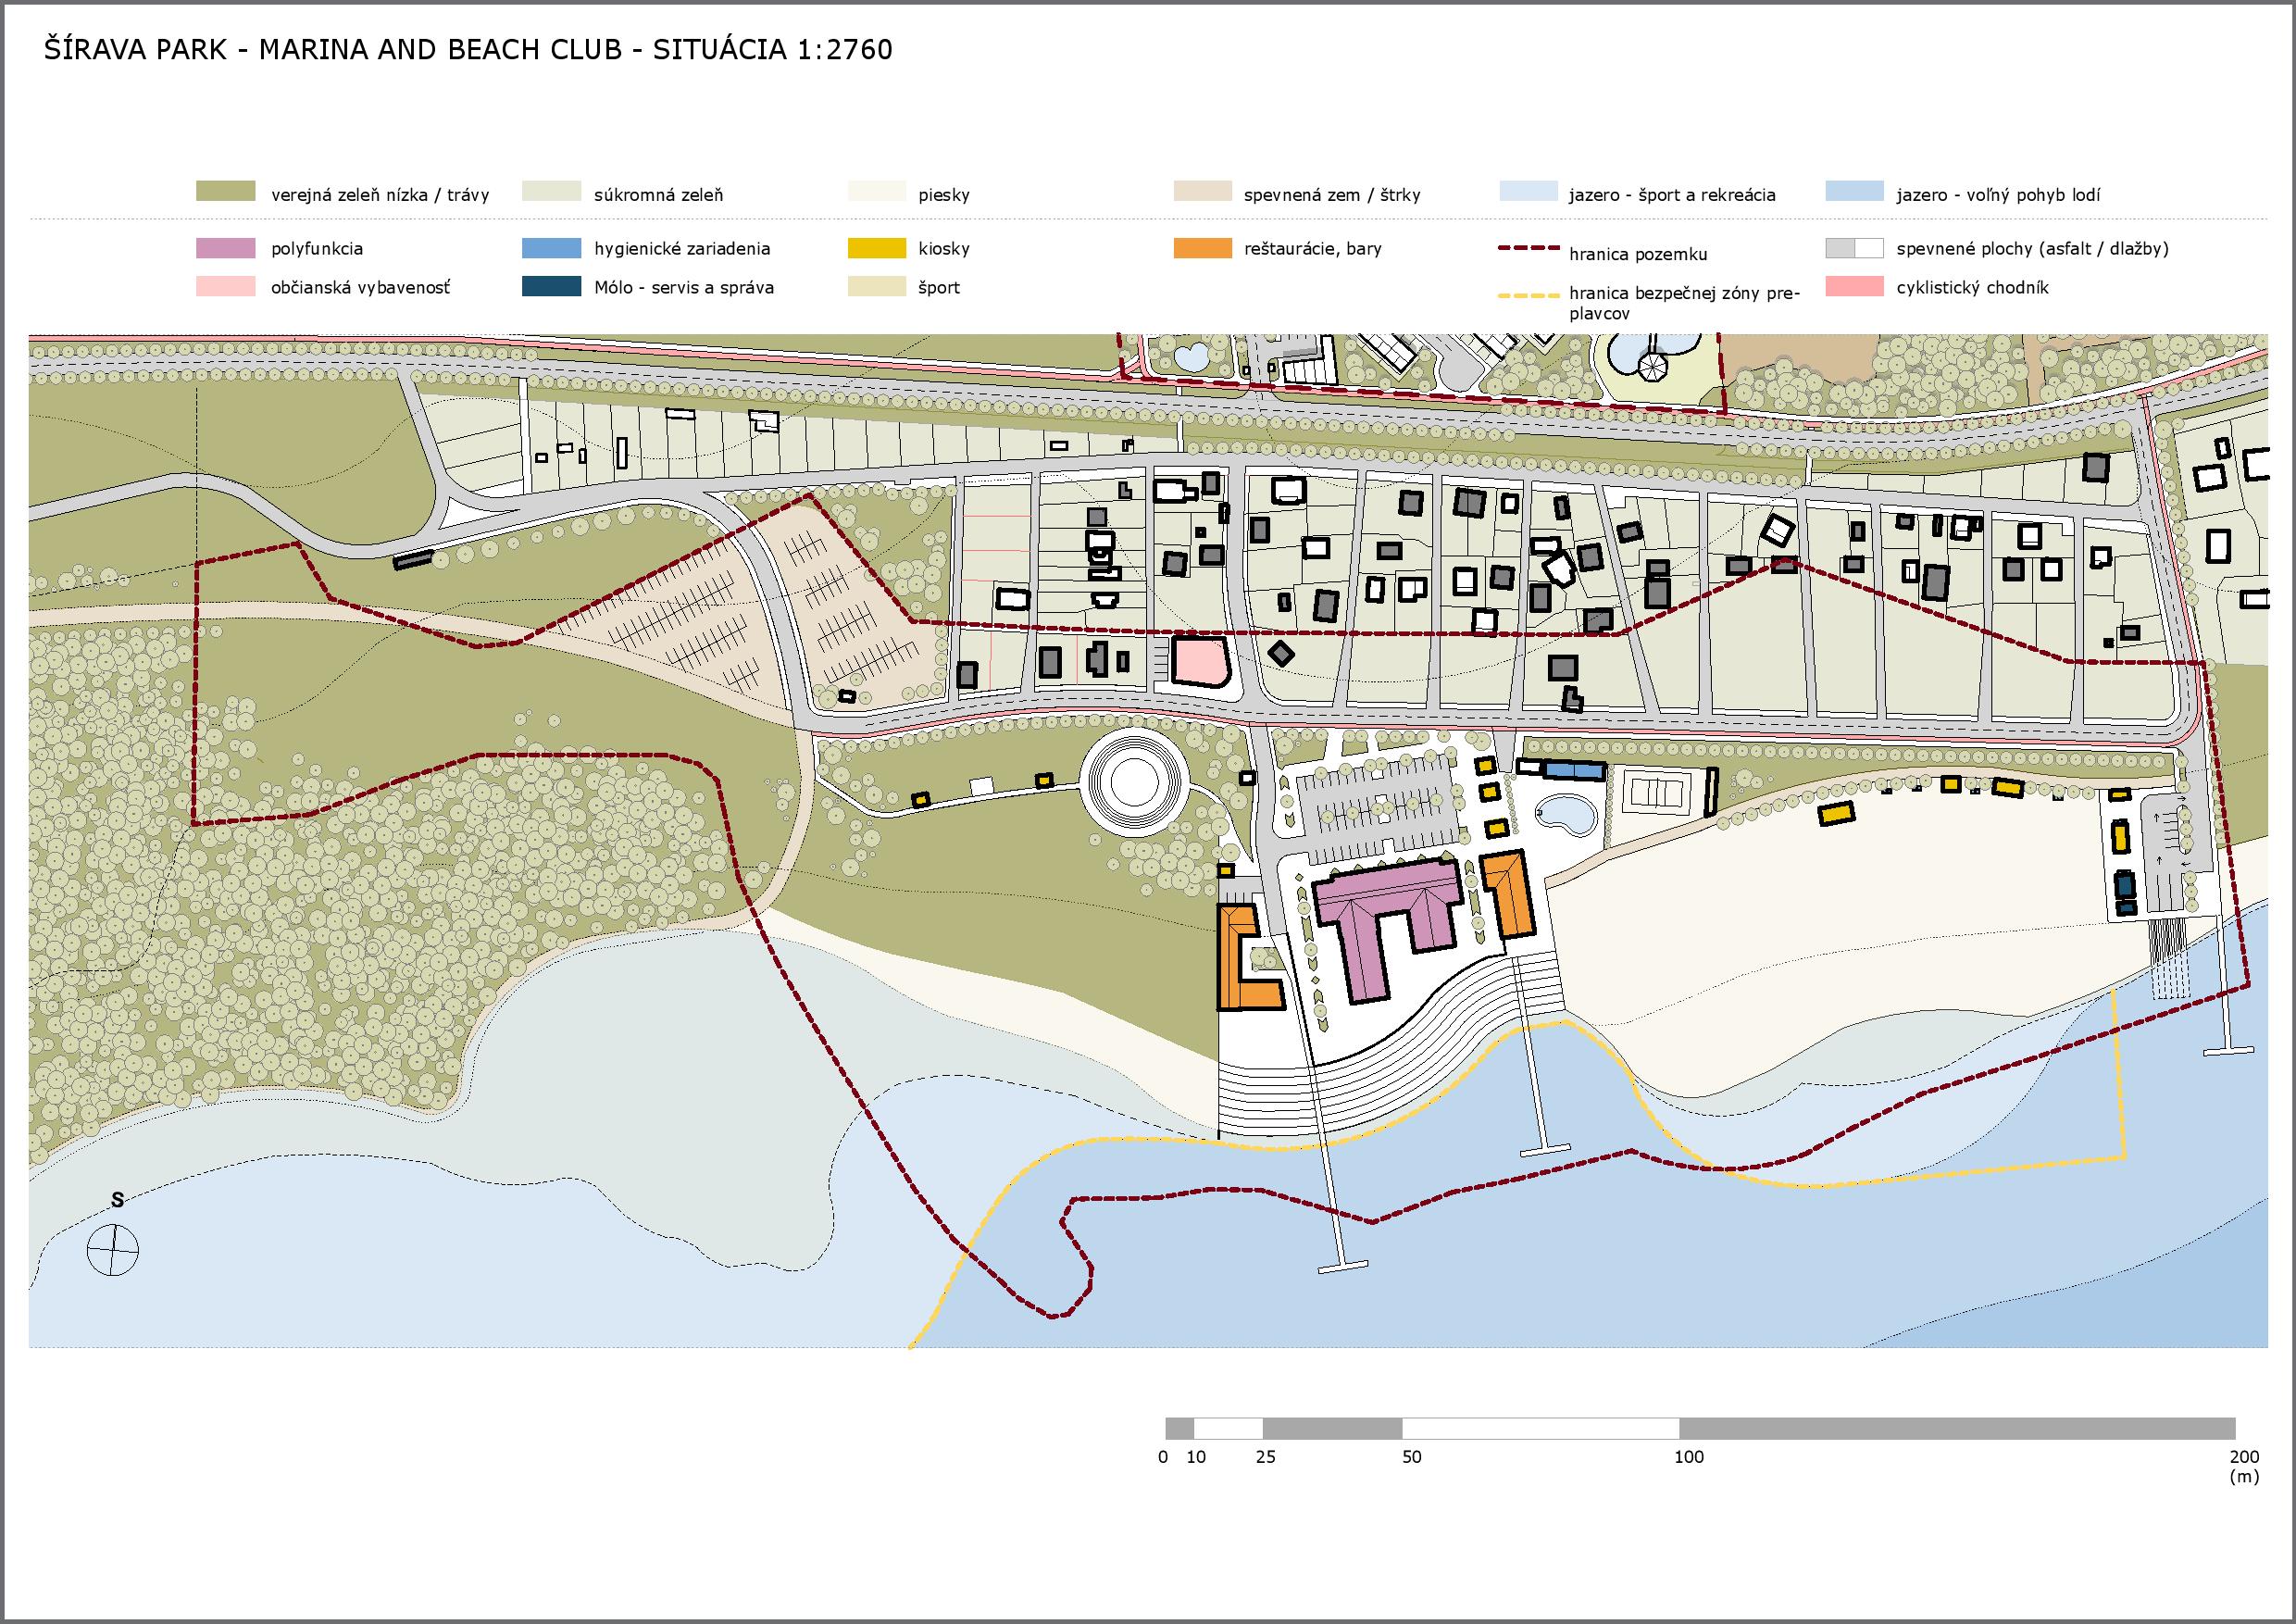 ŠÍRAVA PARK - MARINA AND BEACH CLUB - SITUÁCIA 1:2760
verejná zeleň nízka / trávy
súkromná zeleň
piesky
spevnená zem / štrky
jazero - šport a rekreácia
jazero - voľný pohyb lodí
polyfunkcia
hygienické zariadenia
kiosky
reštaurácie, bary
hranica pozemku
spevnené plochy (asfalt / dlažby)
občianská vybavenosť
Mólo - servis a správa
šport
hranica bezpečnej zóny pre-
plavcov
cyklistický chodník
S
0 10 25 50 100 200
(m)